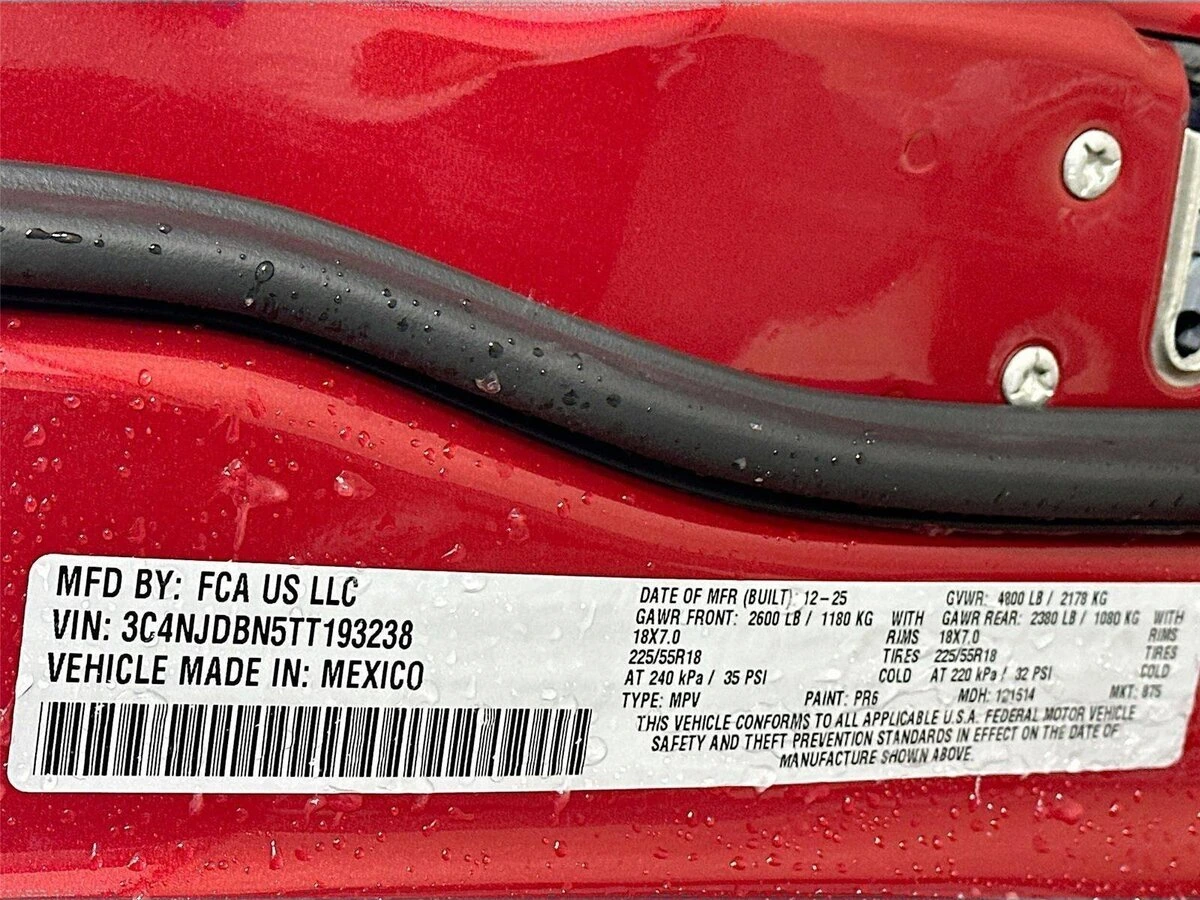 MFD BY: FCA US LLC
VIN: 3C4NJDBN5TT193238
VEHICLE MADE IN: MEXICO
DATE OF MFR (BUILT) 12-25 GVWR: 4800 LB / 2178 KG
GAWR FRONT: 2600 LB / 1180 KG WITH GAWR REAR: 2380 LB / 1080 KG WITH
18X7.0 RIMS 18X7.0 RIMS
225/55R18 TIRES 225/55R18 TIRES
AT 240 kPa / 35 PSI COLD AT 220 kPa / 32 PSI COLD
TYPE: MPV PAINT: PR6 MDH: 121514 MKT: 875
THIS VEHICLE CONFORMS TO ALL APPLICABLE U.S.A. FEDERAL MOTOR VEHICLE
SAFETY AND THEFT PREVENTION STANDARDS IN EFFECT ON THE DATE OF
MANUFACTURE SHOWN ABOVE.